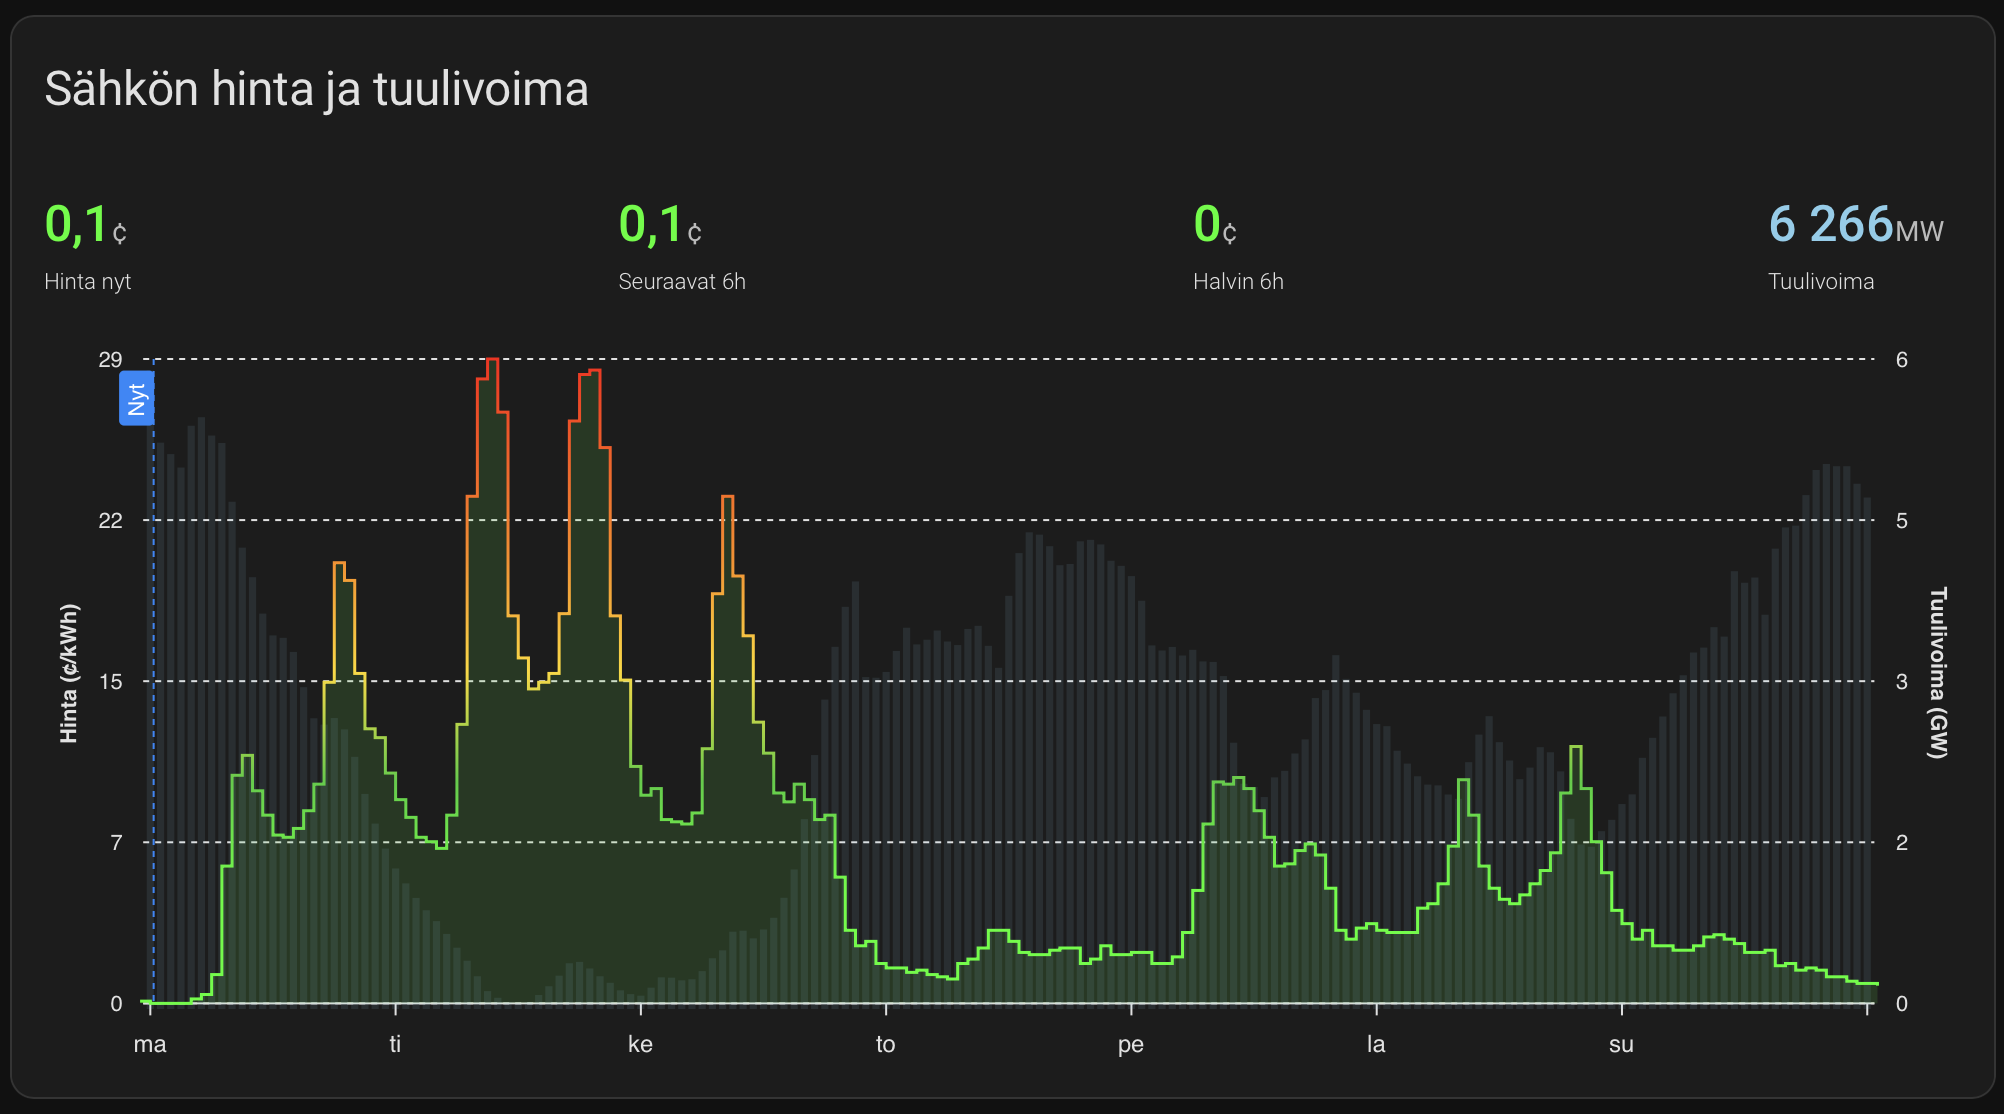 Sähkön hinta ja tuulivoima
0,1¢
Hinta nyt
0,1¢
Seuraavat 6h
0¢
Halvin 6h
6 266MW
Tuulivoima
Nyt
Hinta (¢/kWh)
29
22
15
7
0
6
5
3
2
0
Tuulivoima (GW)
ma ti ke to pe la su